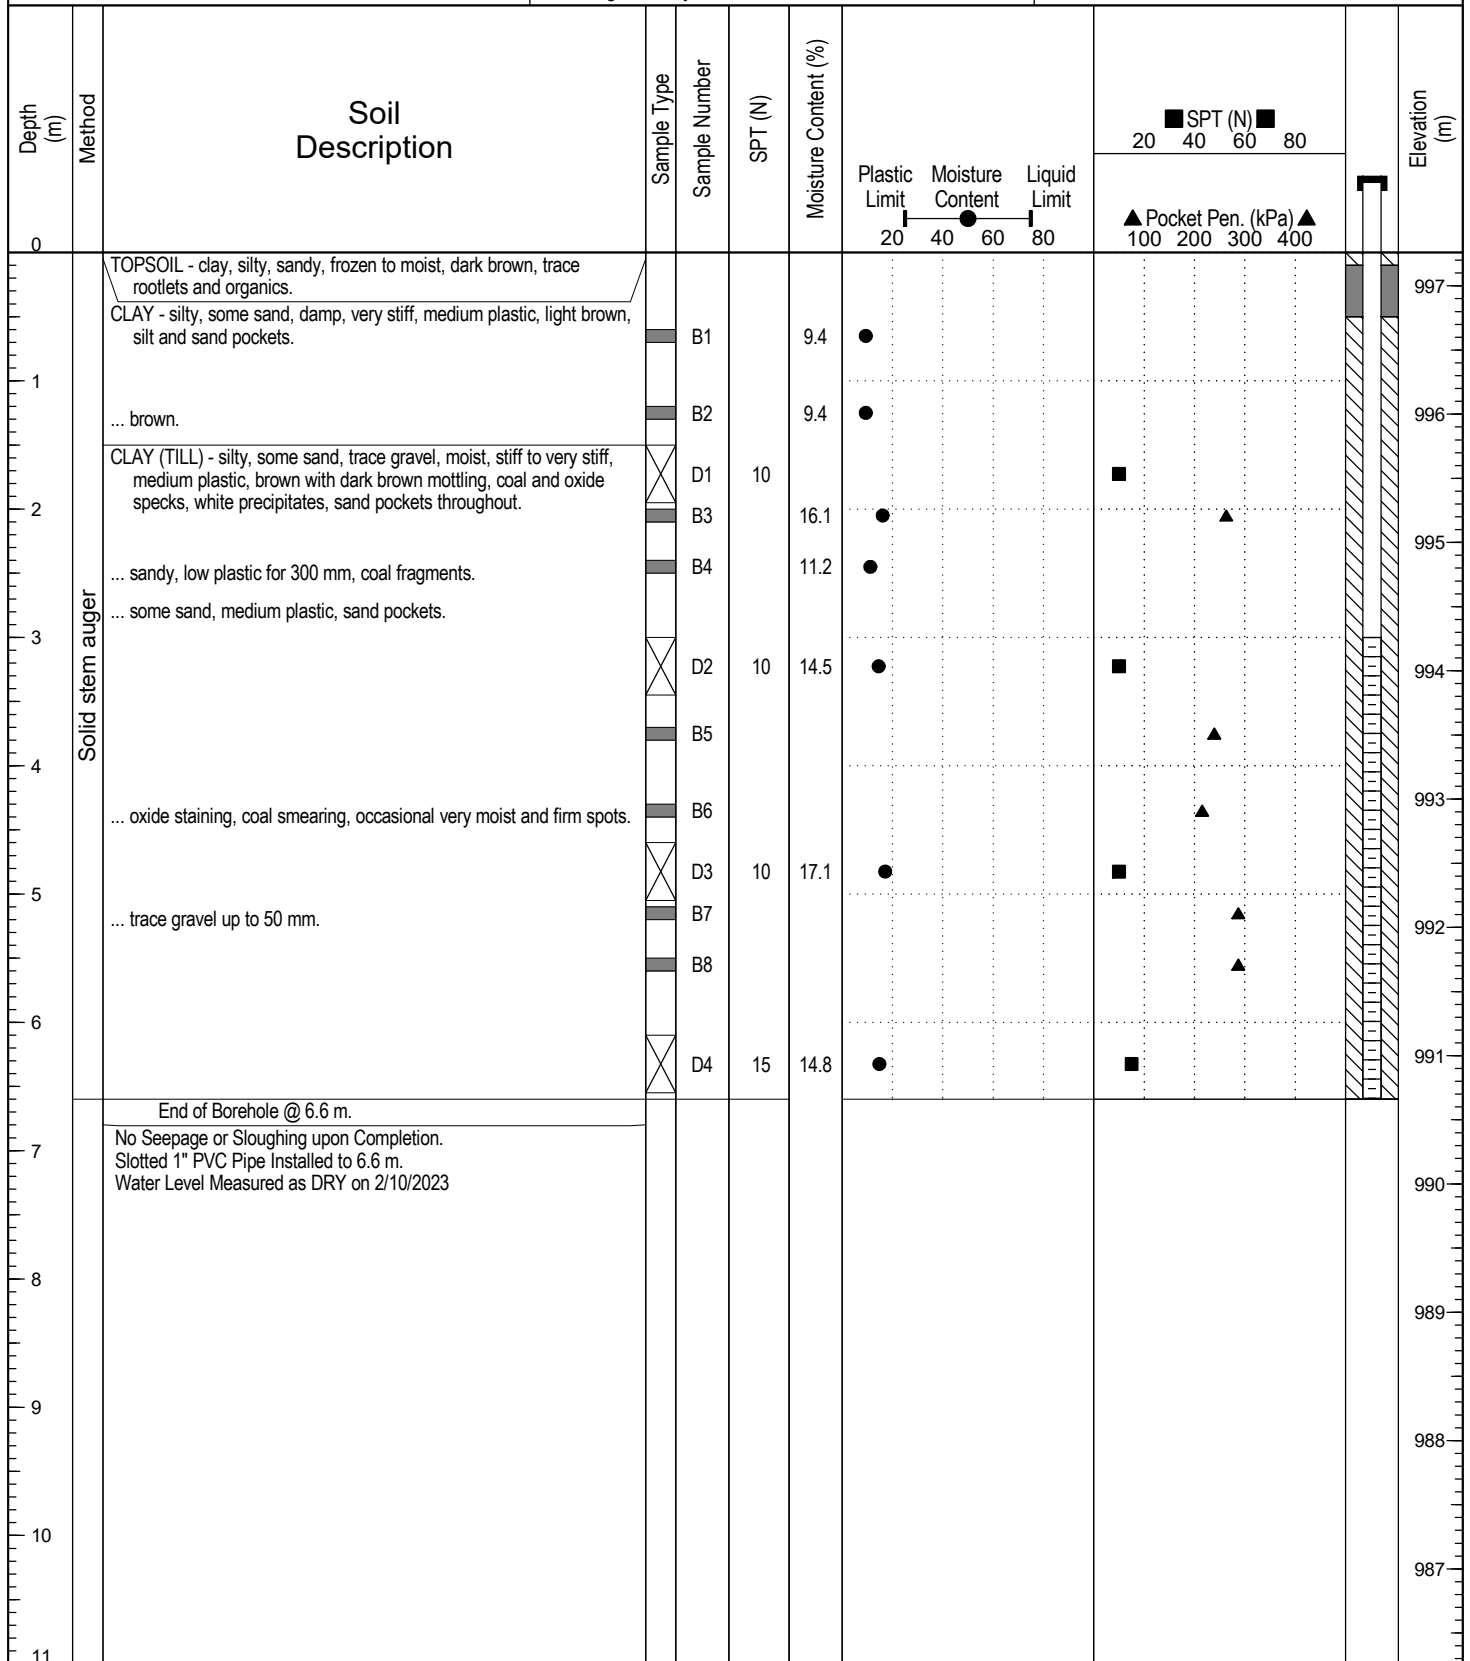 Depth
(m)
Method
Soil
Description
Sample Type
Sample Number
SPT (N)
Moisture Content (%)
Plastic Limit
Moisture Content
Liquid Limit
20 40 60 80
■ SPT (N) ■
20 40 60 80
▲ Pocket Pen. (kPa) ▲
100 200 300 400
Elevation
(m)
0
Solid stem auger
TOPSOIL - clay, silty, sandy, frozen to moist, dark brown, trace
rootlets and organics.
997
CLAY - silty, some sand, damp, very stiff, medium plastic, light brown,
silt and sand pockets.
B1 9.4
1
... brown.
B2 9.4
996
CLAY (TILL) - silty, some sand, trace gravel, moist, stiff to very stiff,
medium plastic, brown with dark brown mottling, coal and oxide
specks, white precipitates, sand pockets throughout.
D1 10
2
B3 16.1
995
... sandy, low plastic for 300 mm, coal fragments.
B4 11.2
... some sand, medium plastic, sand pockets.
3
D2 10 14.5
994
B5
4
993
... oxide staining, coal smearing, occasional very moist and firm spots.
B6
D3 10 17.1
5
... trace gravel up to 50 mm.
B7
992
B8
6
991
D4 15 14.8
End of Borehole @ 6.6 m.
No Seepage or Sloughing upon Completion.
7
Slotted 1" PVC Pipe Installed to 6.6 m.
Water Level Measured as DRY on 2/10/2023
990
8
989
9
988
10
987
11